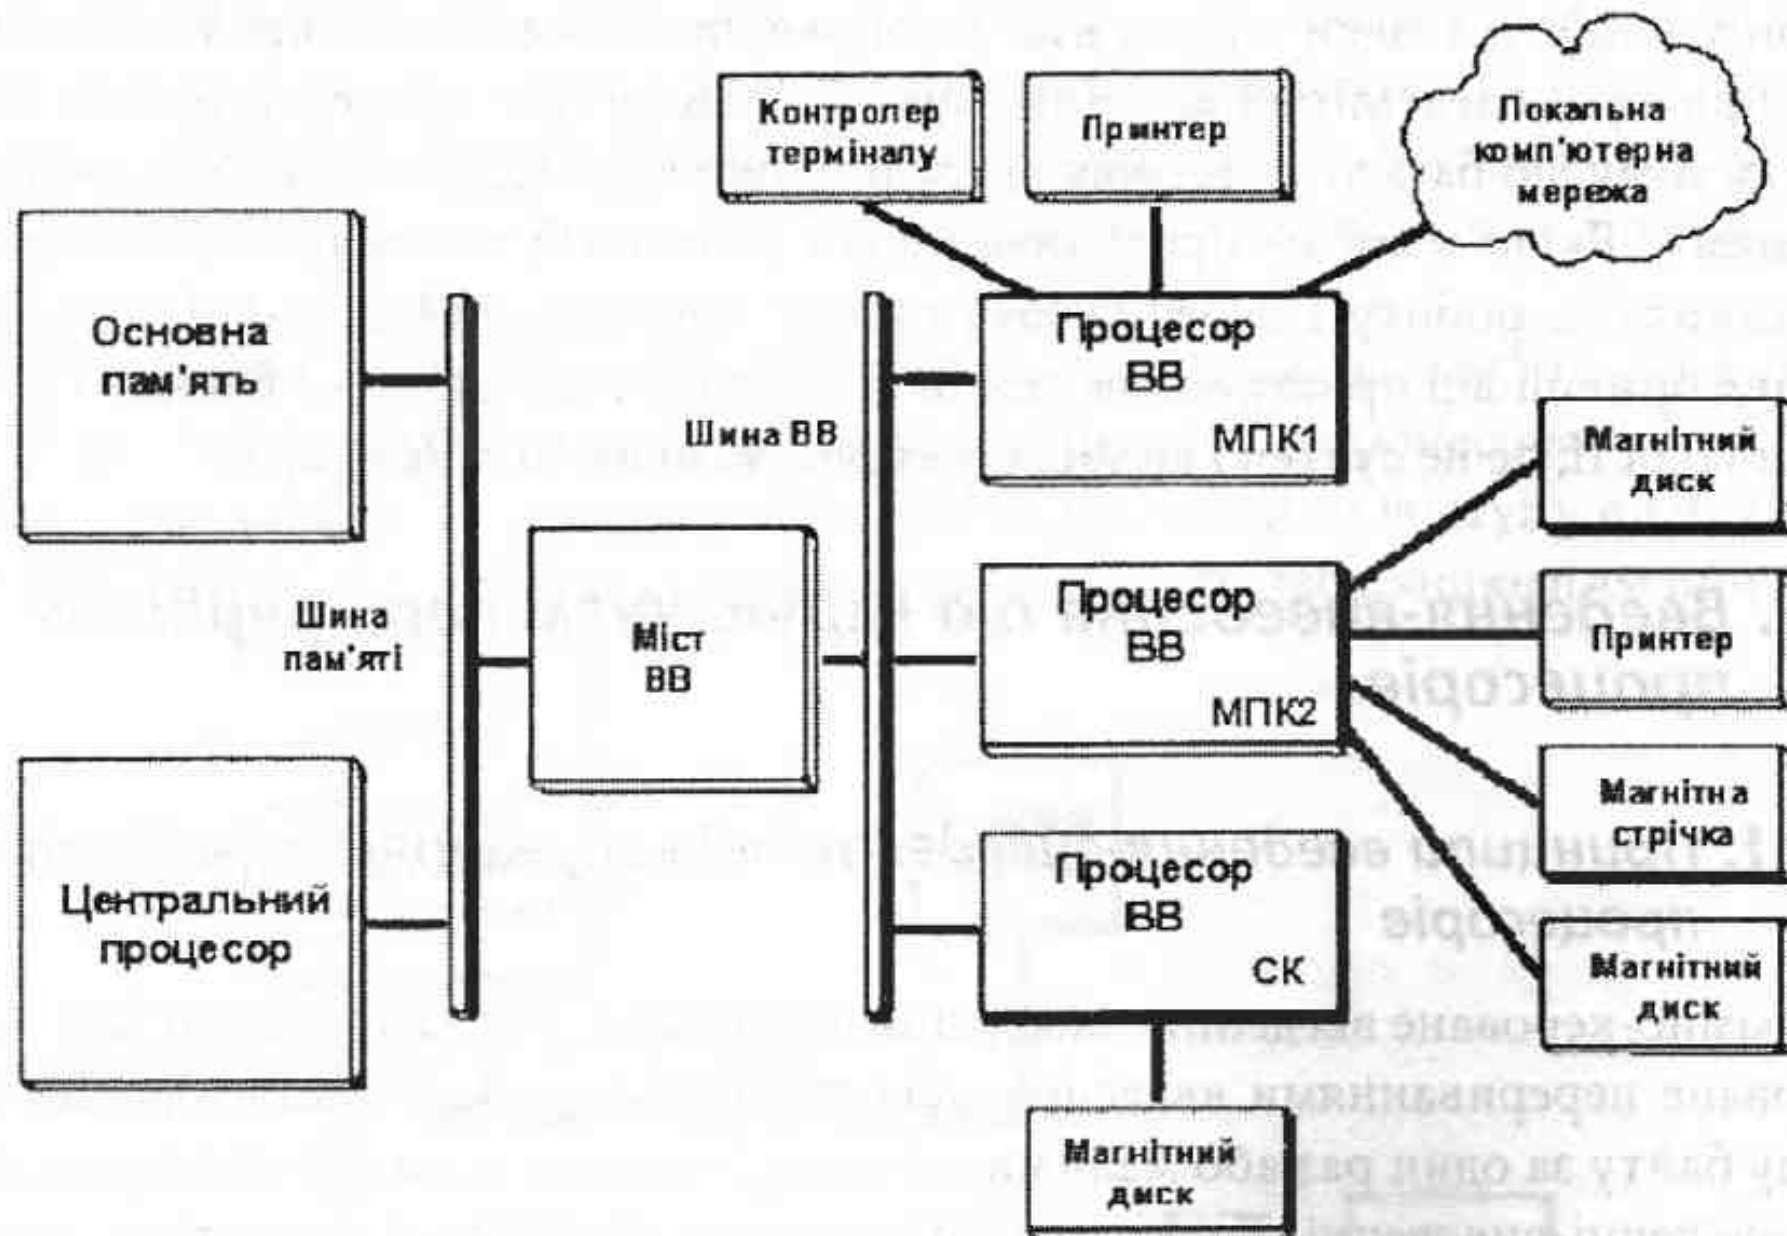 Контролер
терміналу
Принтер
Локальна
комп'ютерна
мережа
Основна
пам'ять
Процесор
ВВ
МПК1
Шина ВВ
Магнітний
диск
Шина
пам'яті
Міст
ВВ
Процесор
ВВ
МПК2
Принтер
Магнітна
стрічка
Центральний
процесор
Процесор
ВВ
СК
Магнітний
диск
Магнітний
диск